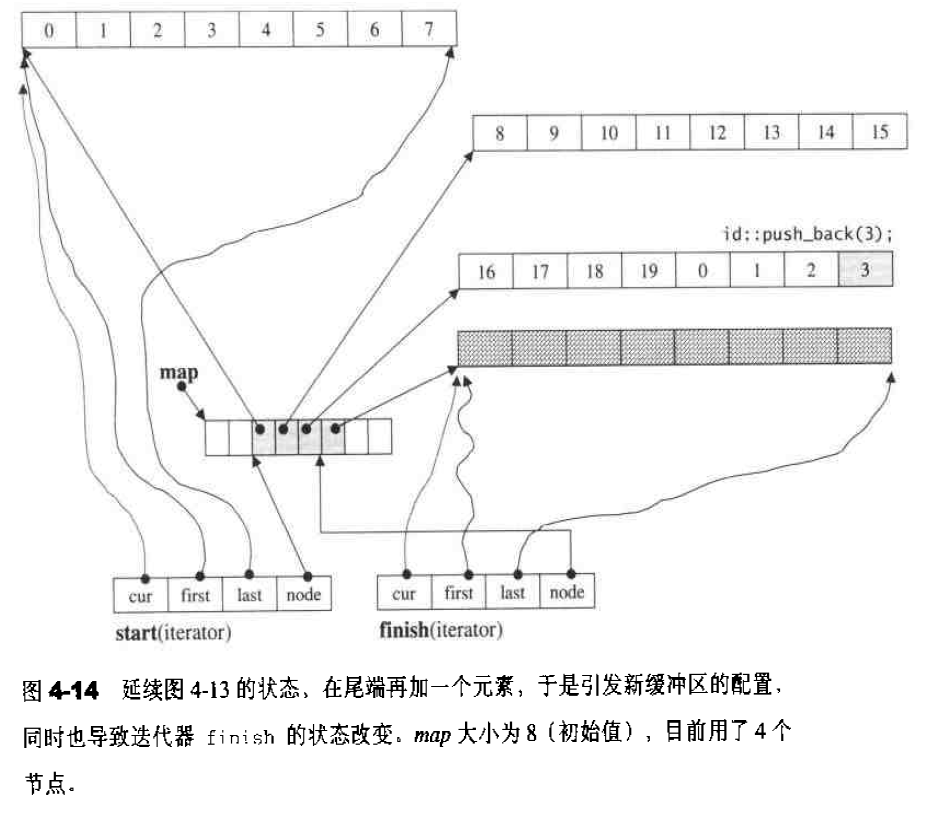 0 1 2 3 4 5 6 7
8 9 10 11 12 13 14 15
id::push_back(3);
16 17 18 19 0 1 2 3
map
cur first last node
start(iterator)
cur first last node
finish(iterator)
图 4-14 延续图 4-13 的状态，在尾端再加一个元素，于是引发新缓冲区的配置，
同时也导致迭代器 finish 的状态改变。map 大小为 8（初始值），目前用了 4 个
节点。